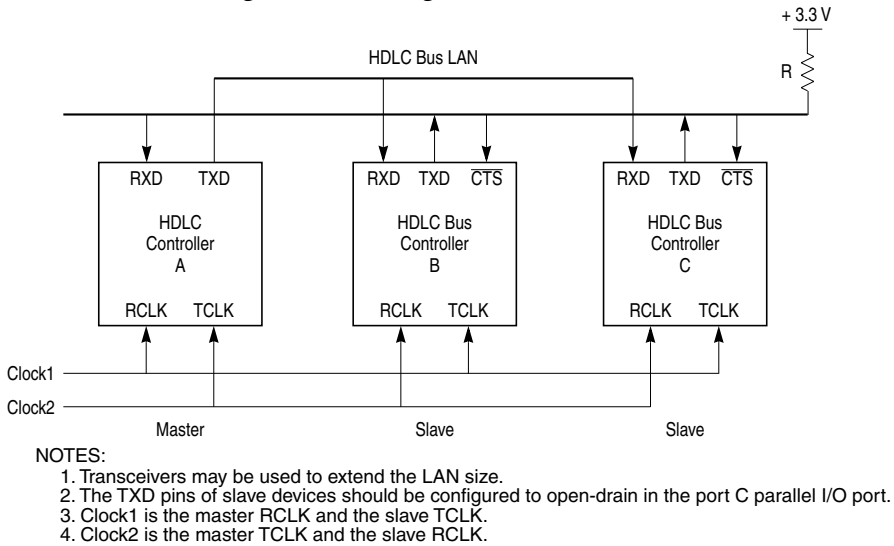 + 3.3 V
HDLC Bus LAN
R
RXD TXD RXD TXD CTS RXD TXD CTS
HDLC Controller A
HDLC Bus Controller B
HDLC Bus Controller C
RCLK TCLK RCLK TCLK RCLK TCLK
Clock1
Clock2
Master Slave Slave
NOTES:
1. Transceivers may be used to extend the LAN size.
2. The TXD pins of slave devices should be configured to open-drain in the port C parallel I/O port.
3. Clock1 is the master RCLK and the slave TCLK.
4. Clock2 is the master TCLK and the slave RCLK.